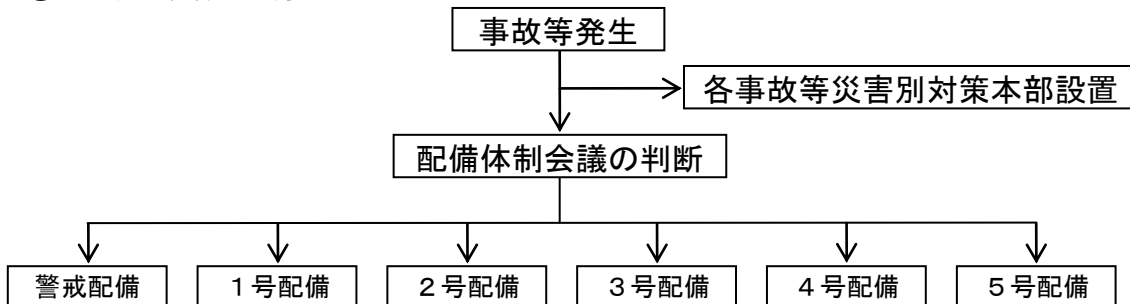 事故等発生
各事故等災害別対策本部設置
配備体制会議の判断
警戒配備
１号配備
２号配備
３号配備
４号配備
５号配備